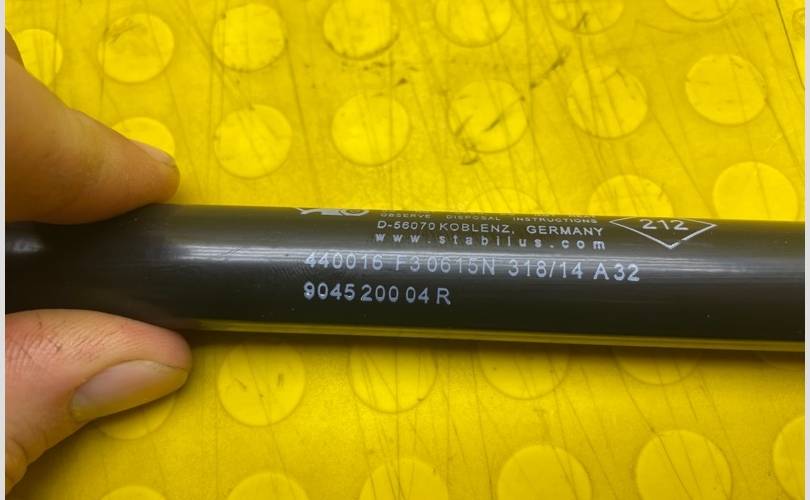 OBSERVE DISPOSAL INSTRUCTIONS
D-56070 KOBLENZ, GERMANY
www.stabilus.com
212
440016 F3 0615N 318/14 A32
9045 200 04 R